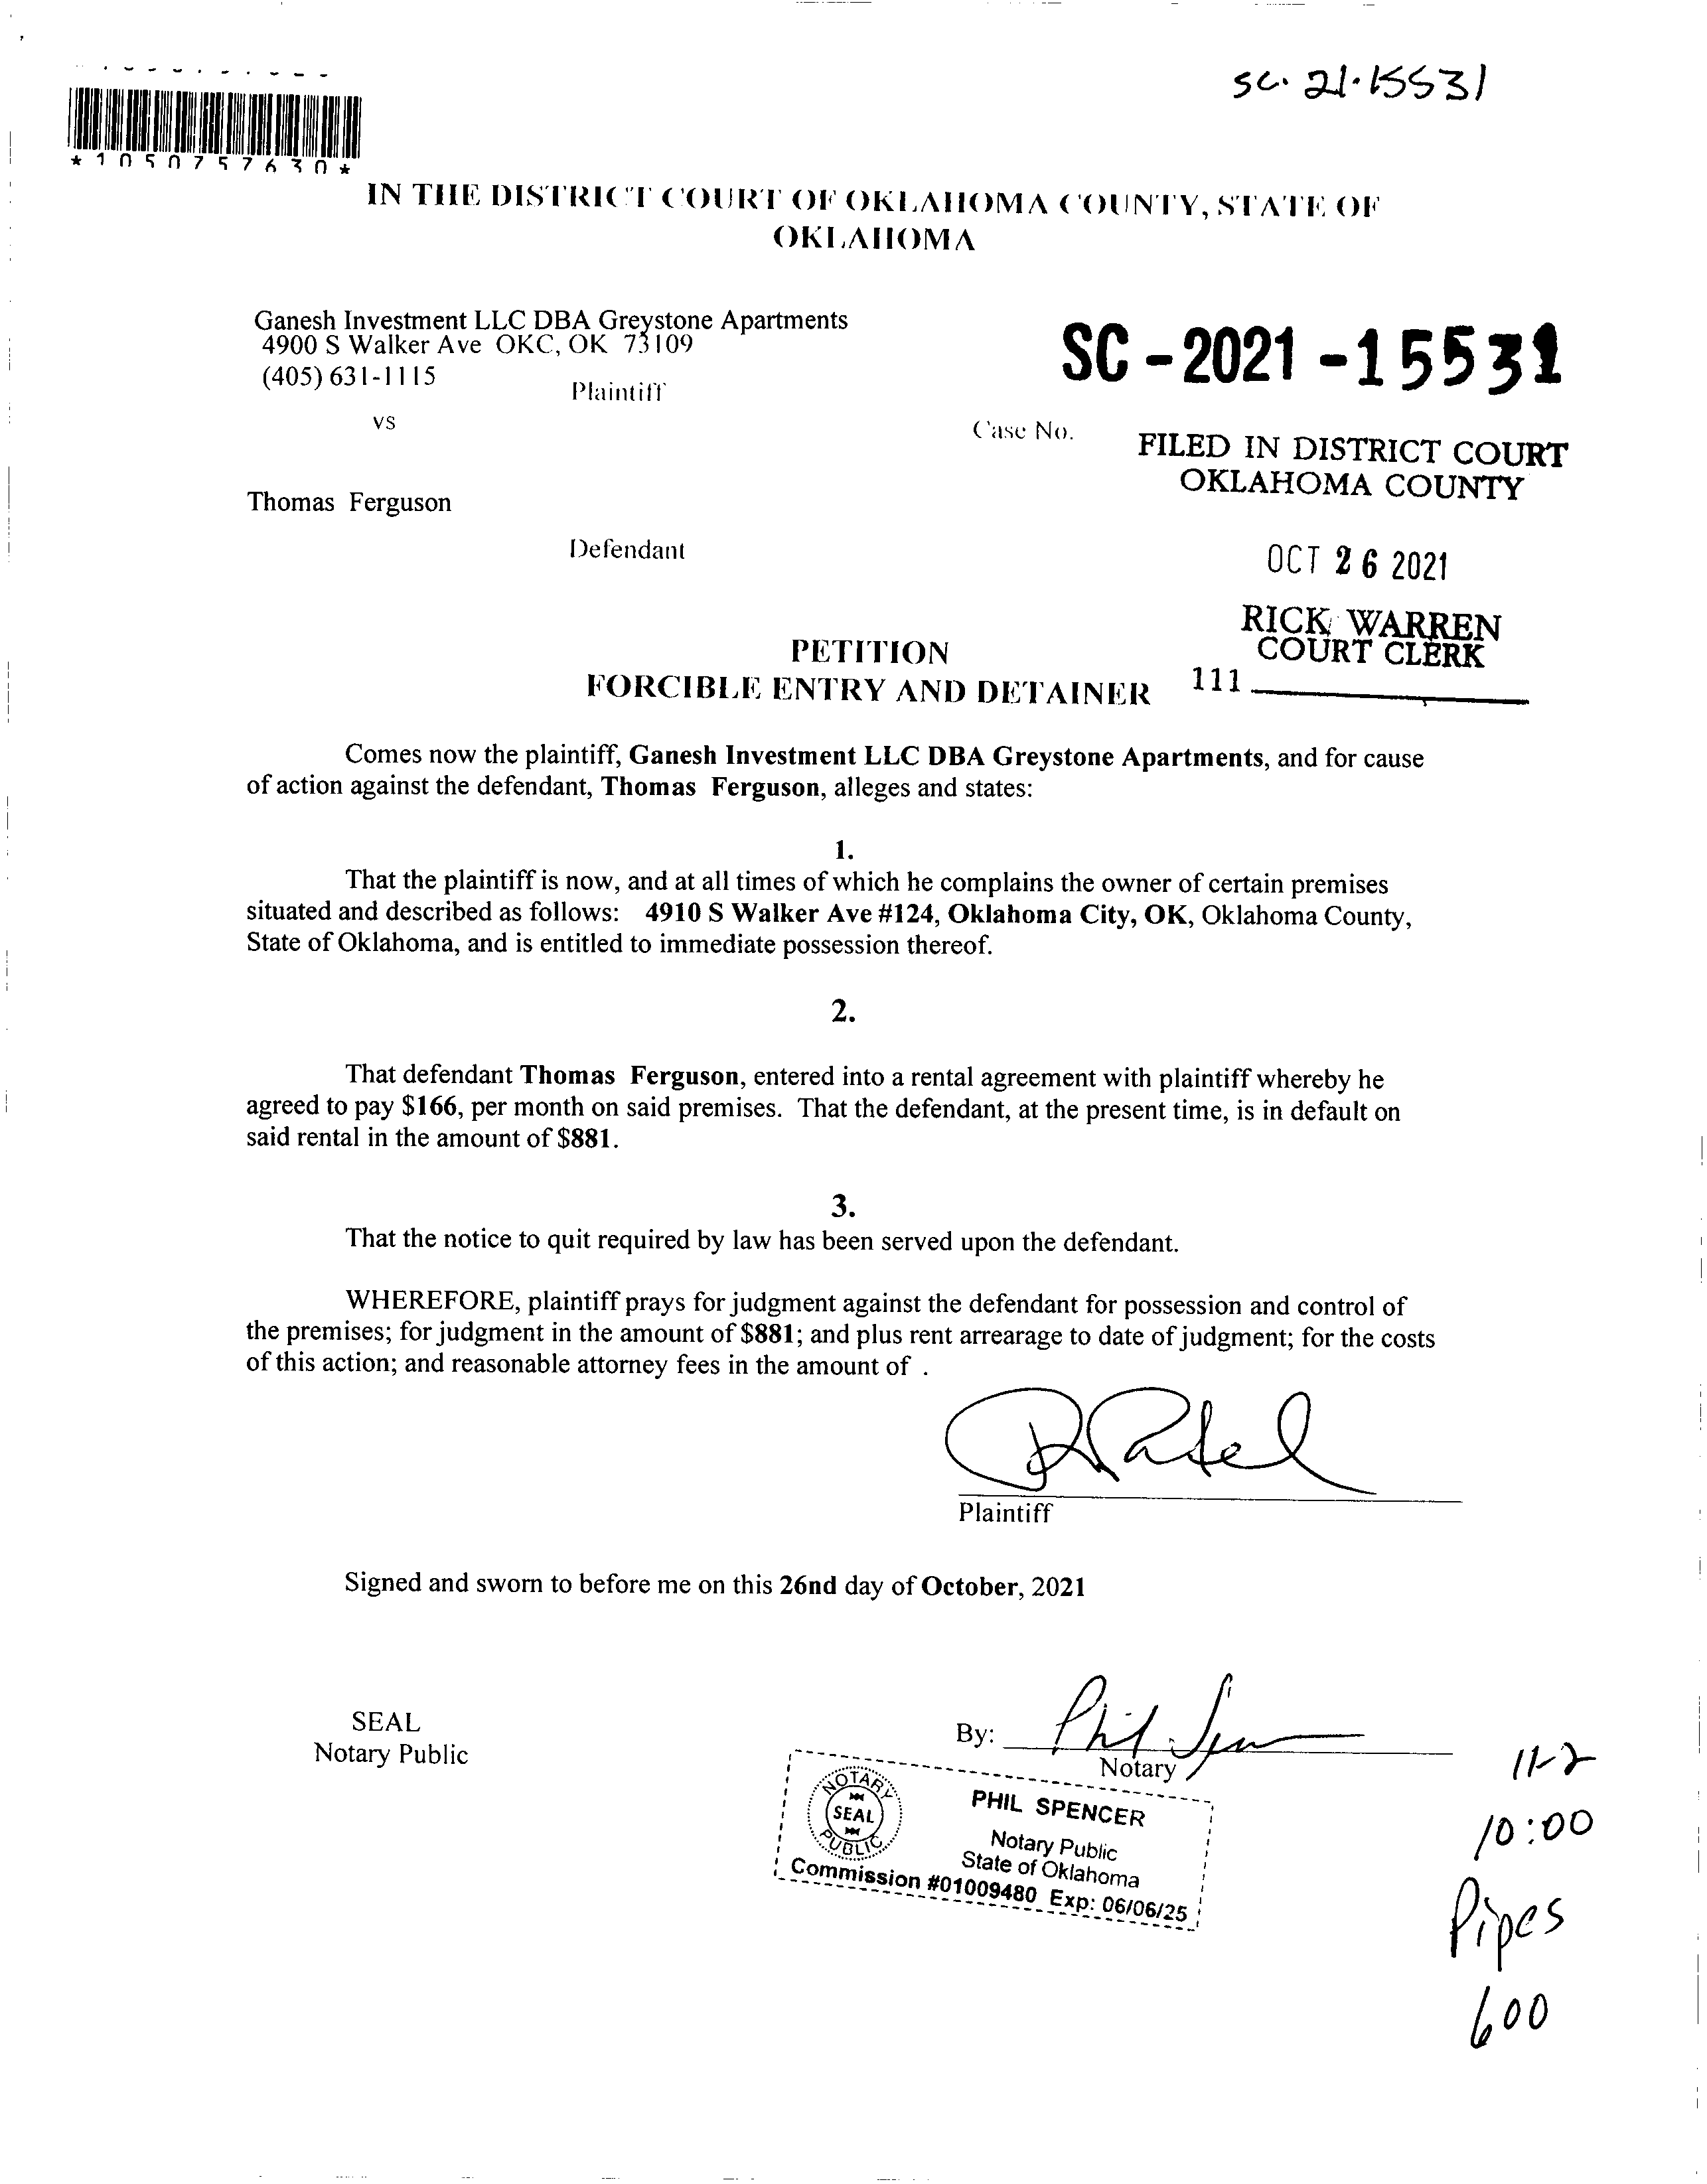 sc. 21-15531
*1050757630*
IN THE DISTRICT COURT OF OKLAHOMA COUNTY, STATE OF
OKLAHOMA
Ganesh Investment LLC DBA Greystone Apartments
4900 S Walker Ave OKC, OK 73109
(405) 631-1115
Plaintiff
SC - 2021 - 15531
vs
Case No.
FILED IN DISTRICT COURT
OKLAHOMA COUNTY
Thomas Ferguson
Defendant
OCT 26 2021
RICK WARREN
COURT CLERK
111
PETITION
FORCIBLE ENTRY AND DETAINER
Comes now the plaintiff, Ganesh Investment LLC DBA Greystone Apartments, and for cause
of action against the defendant, Thomas Ferguson, alleges and states:
1.
That the plaintiff is now, and at all times of which he complains the owner of certain premises
situated and described as follows: 4910 S Walker Ave #124, Oklahoma City, OK, Oklahoma County,
State of Oklahoma, and is entitled to immediate possession thereof.
2.
That defendant Thomas Ferguson, entered into a rental agreement with plaintiff whereby he
agreed to pay $166, per month on said premises. That the defendant, at the present time, is in default on
said rental in the amount of $881.
3.
That the notice to quit required by law has been served upon the defendant.
WHEREFORE, plaintiff prays for judgment against the defendant for possession and control of
the premises; for judgment in the amount of $881; and plus rent arrearage to date of judgment; for the costs
of this action; and reasonable attorney fees in the amount of .
RPatel
Plaintiff
Signed and sworn to before me on this 26nd day of October, 2021
SEAL
Notary Public
By: Phil
Notary
NOTARY
SEAL
PUBLIC
PHIL SPENCER
Notary Public
State of Oklahoma
Commission #01009480 Exp: 06/06/25
11-2
10:00
Pipes
600